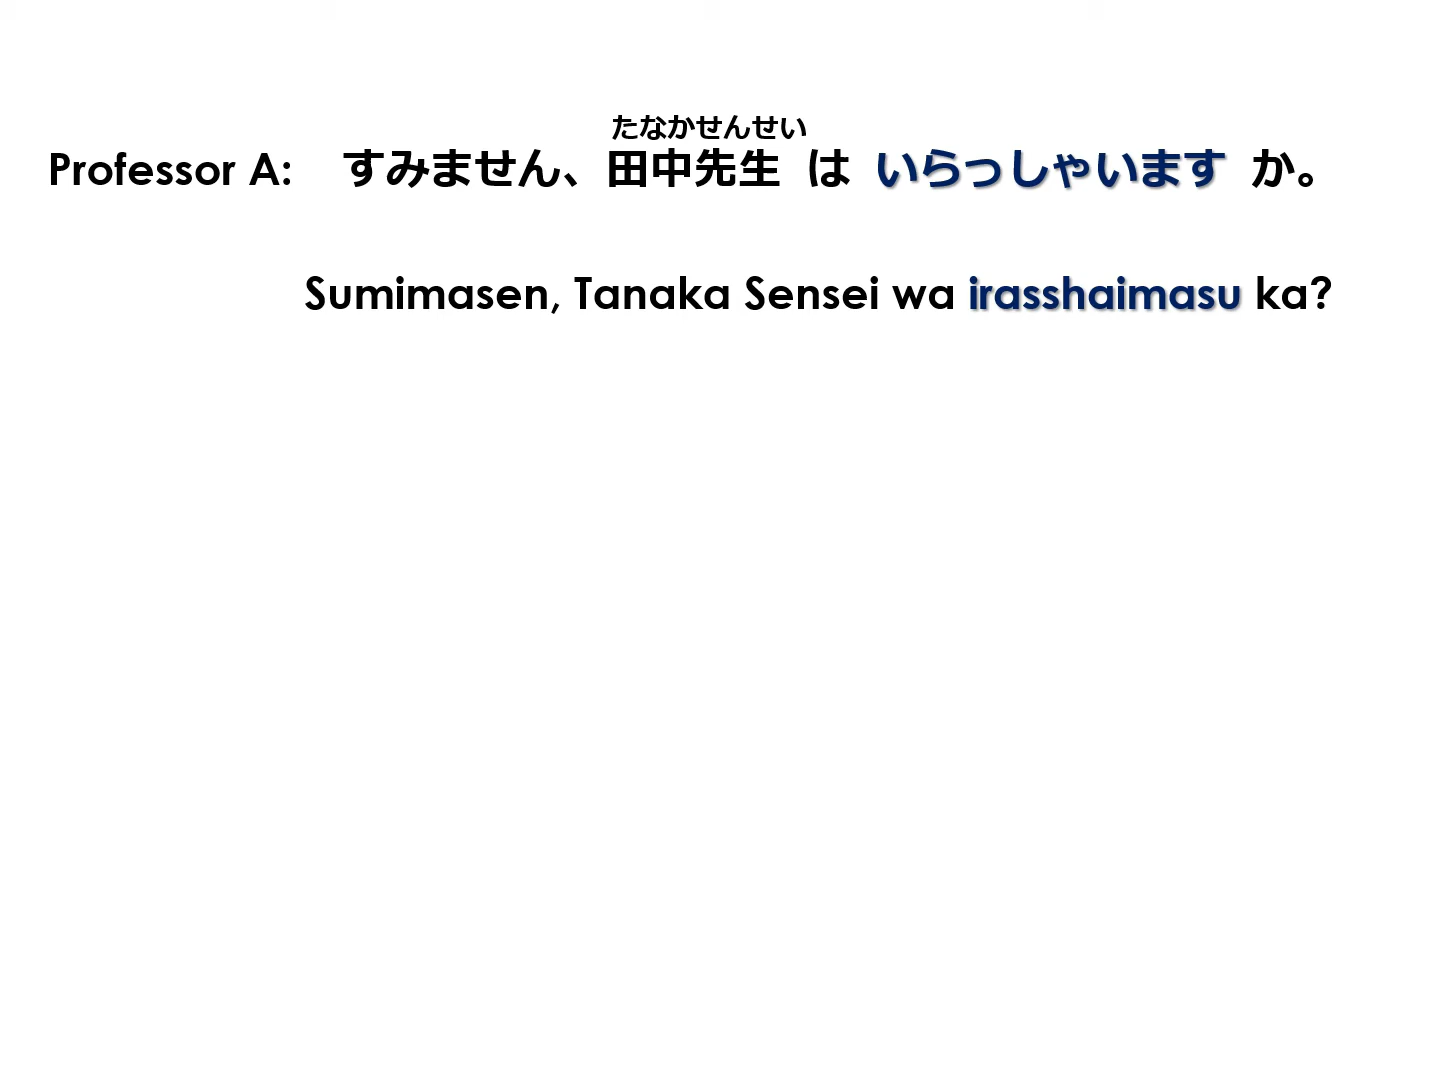 たなかせんせい
Professor A: すみません、田中先生 は いらっしゃいます か。
Sumimasen, Tanaka Sensei wa irasshaimasu ka?